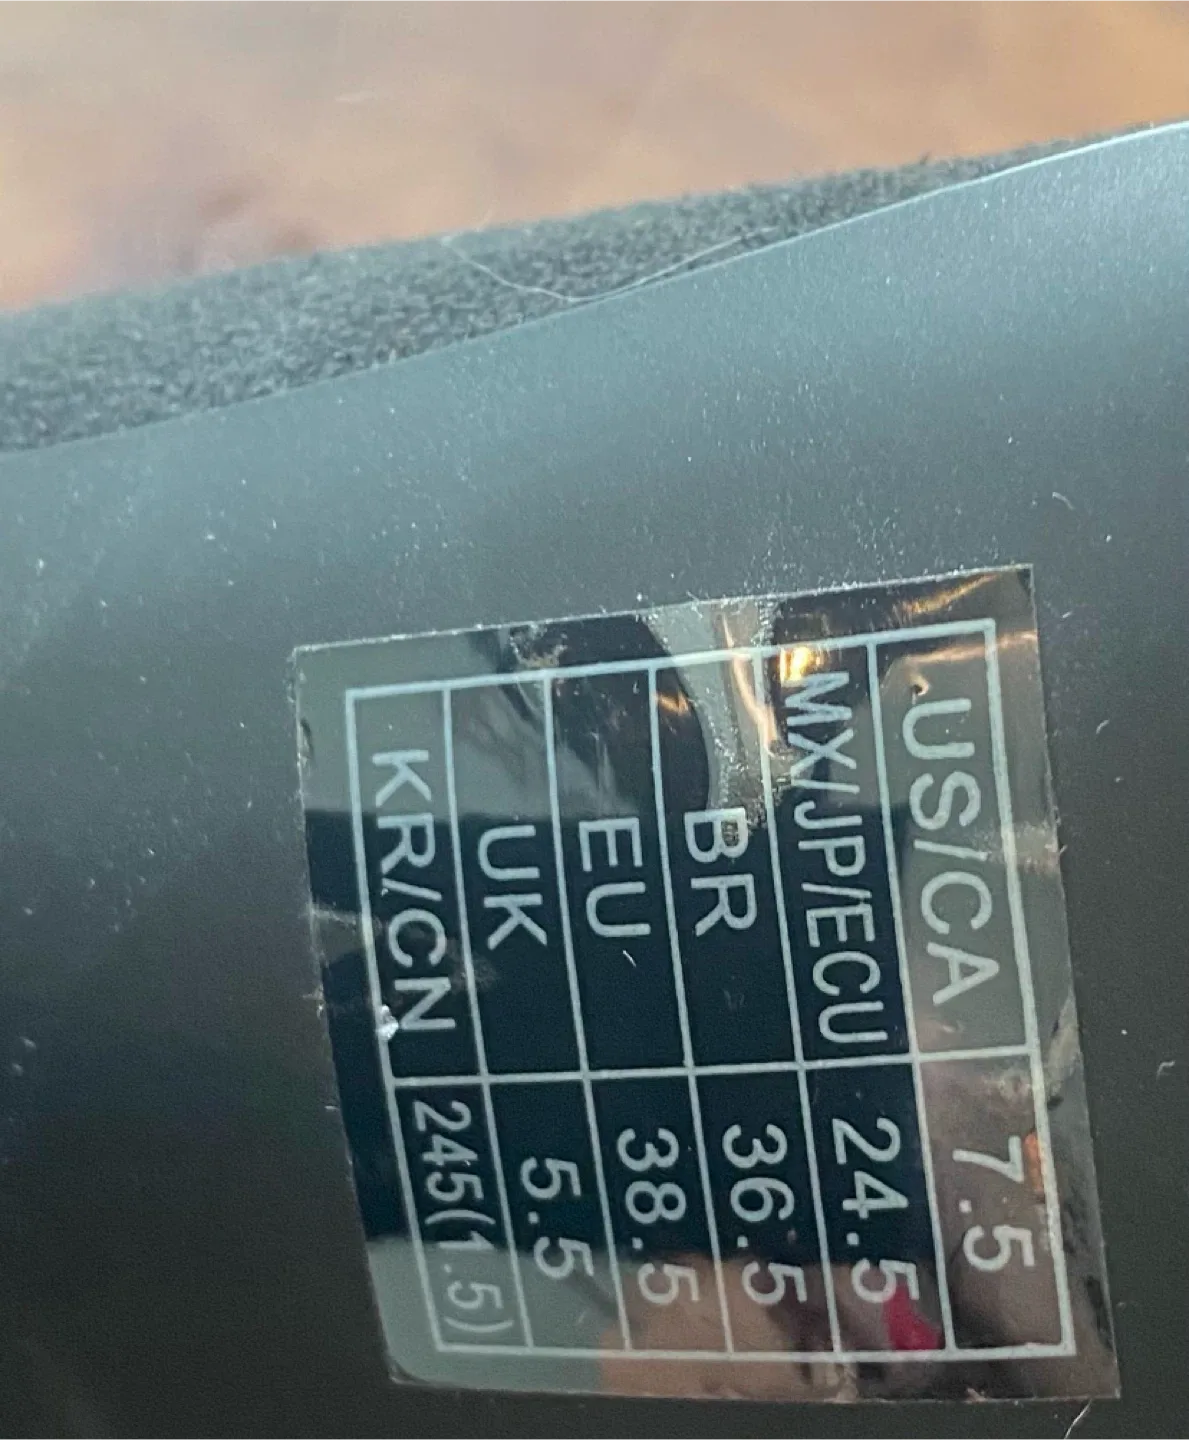 US/CA 7.5
MX/JP/ECU 24.5
BR 36.5
EU 38.5
UK 5.5
KR/CN 245(1.5)